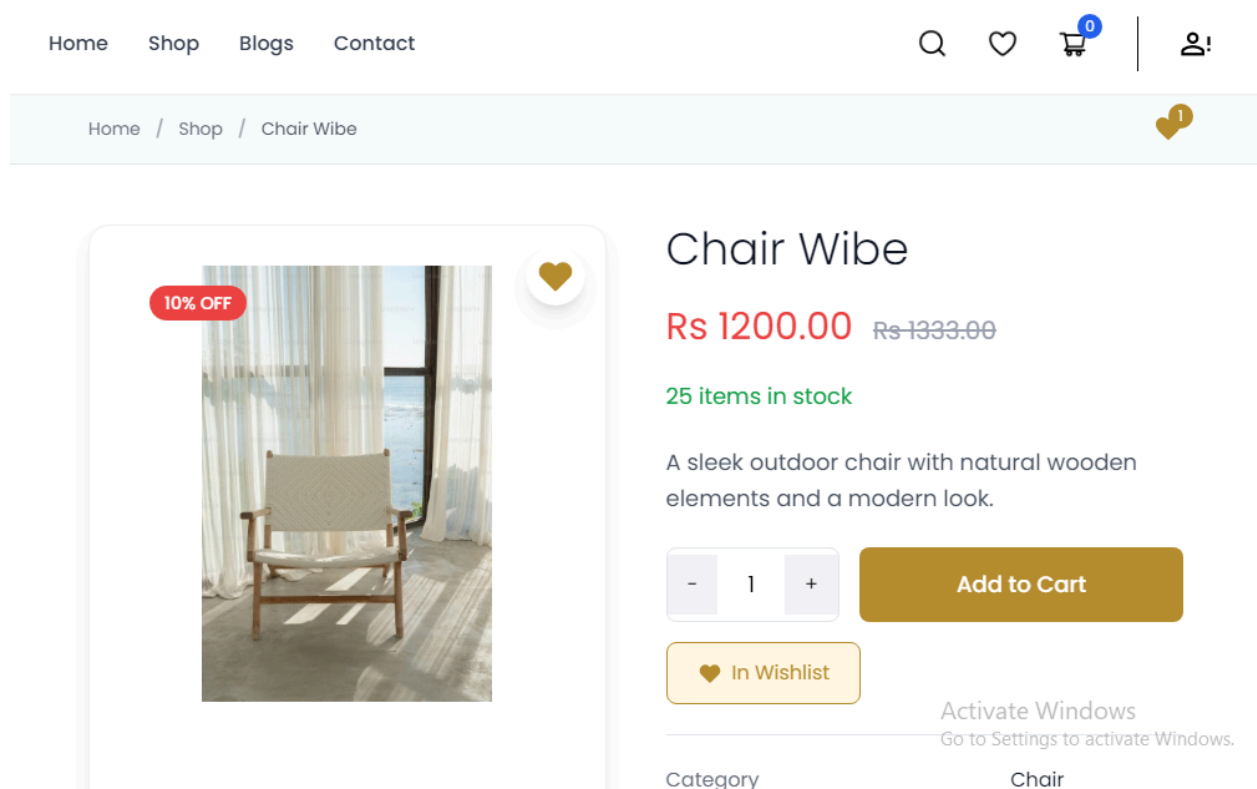 Home Shop Blogs Contact
0
Home / Shop / Chair Wibe
1
10% OFF
Chair Wibe
Rs 1200.00 Rs 1333.00
25 items in stock
A sleek outdoor chair with natural wooden
elements and a modern look.
- 1 +
Add to Cart
In Wishlist
Activate Windows
Go to Settings to activate Windows.
Category Chair